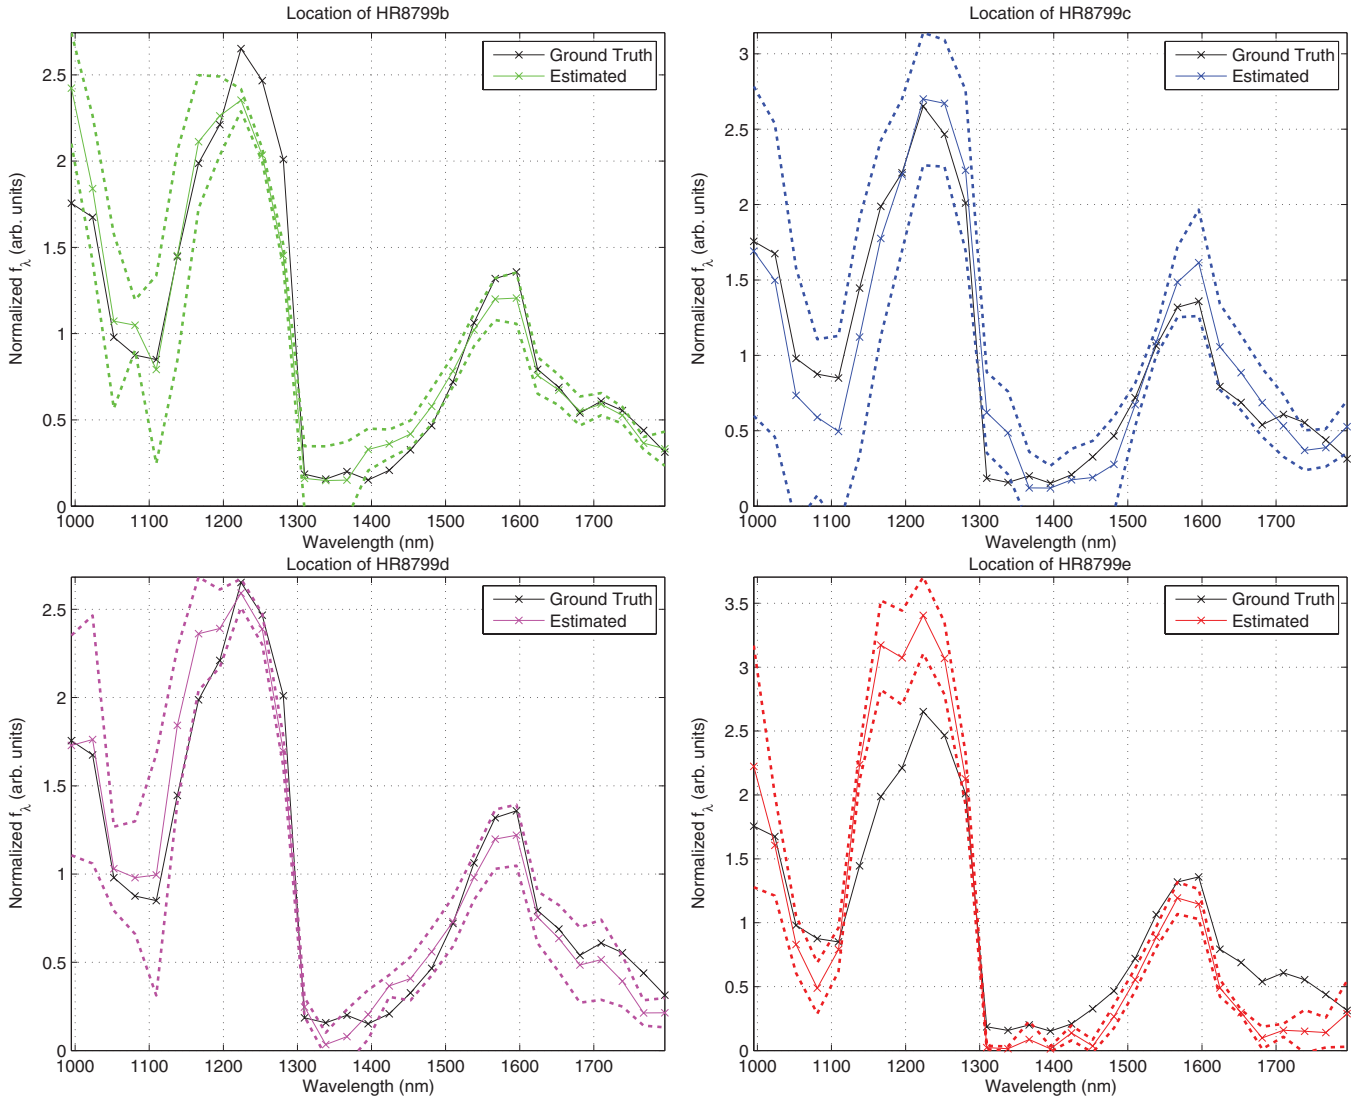 Location of HR8799b
Normalized f_λ (arb. units)
2.5
2
1.5
1
0.5
0
Ground Truth
Estimated
1000 1100 1200 1300 1400 1500 1600 1700
Wavelength (nm)
Location of HR8799c
Normalized f_λ (arb. units)
3
2.5
2
1.5
1
0.5
0
Ground Truth
Estimated
1000 1100 1200 1300 1400 1500 1600 1700
Wavelength (nm)
Location of HR8799d
Normalized f_λ (arb. units)
2.5
2
1.5
1
0.5
0
Ground Truth
Estimated
1000 1100 1200 1300 1400 1500 1600 1700
Wavelength (nm)
Location of HR8799e
Normalized f_λ (arb. units)
3.5
3
2.5
2
1.5
1
0.5
0
Ground Truth
Estimated
1000 1100 1200 1300 1400 1500 1600 1700
Wavelength (nm)